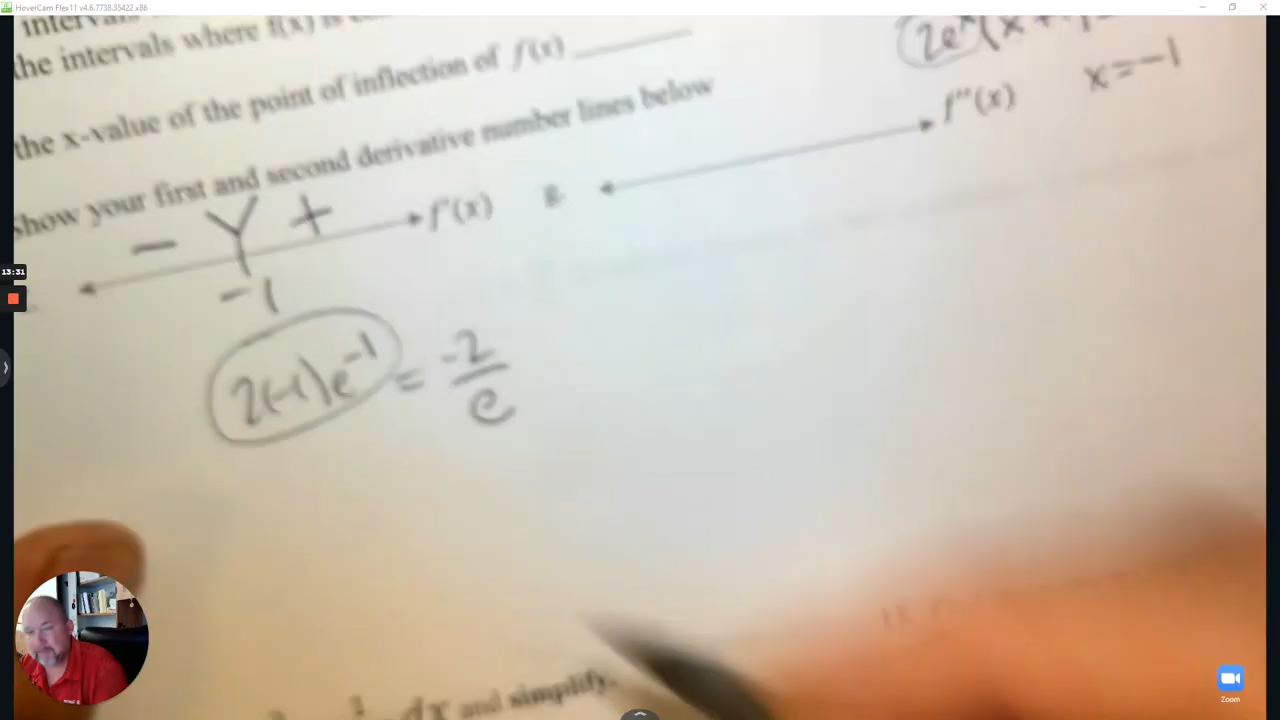 HoverCam Flex11 v4.6.7738.35422 x86
the intervals where f(x) is
2eˣ(x+1)
x=-1
the x-value of the point of inflection of f(x)
Show your first and second derivative number lines below
f''(x)
- +
f'(x)
-1
2(-1)e⁻¹ = -2/e
dx and simplify.
13:31
Zoom